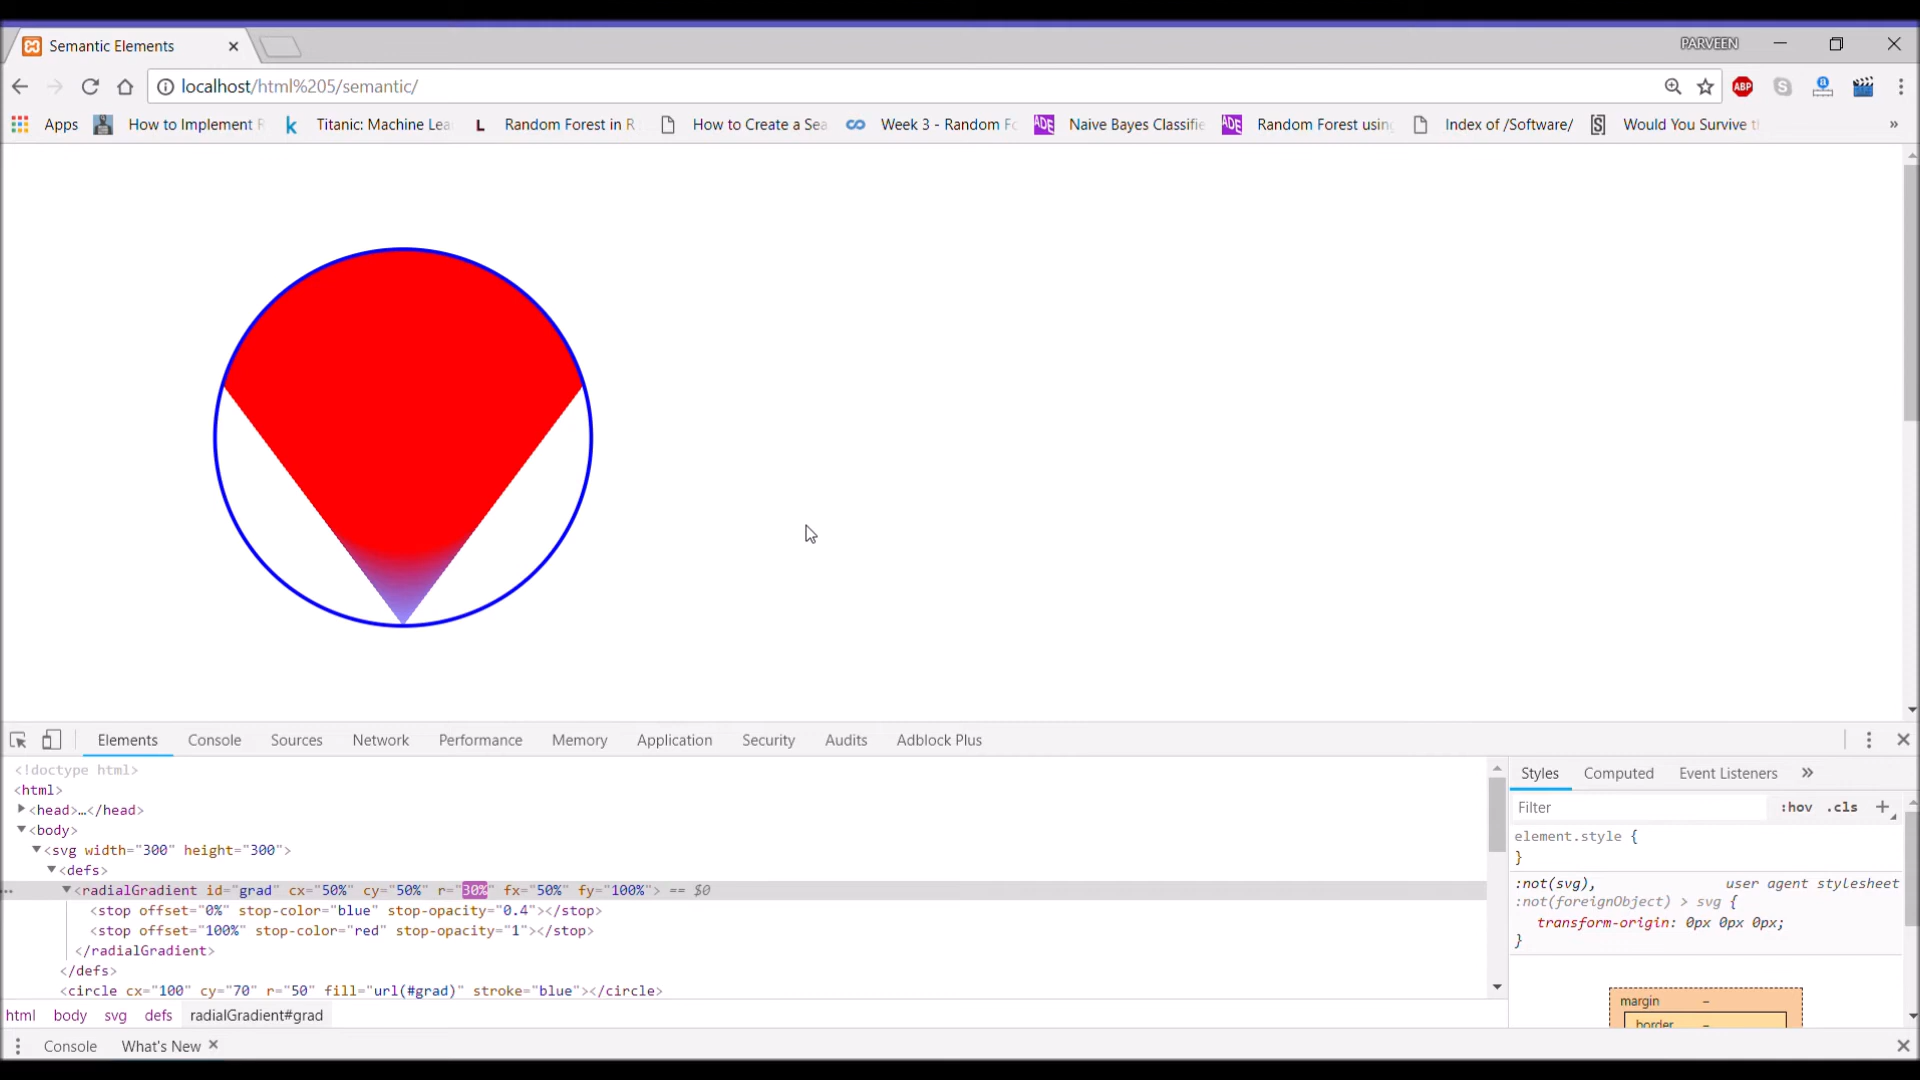 Semantic Elements
PARVEEN
localhost/html%205/semantic/
ABP
Apps
How to Implement
Titanic: Machine Lea
Random Forest in R
How to Create a Sea
Week 3 - Random Fo
ADE
Naive Bayes Classifie
ADE
Random Forest using
Index of /Software/
Would You Survive t
»
Elements Console Sources Network Performance Memory Application Security Audits Adblock Plus
<!doctype html>
<html>
<head>…</head>
<body>
<svg width="300" height="300">
<defs>
<radialGradient id="grad" cx="50%" cy="50%" r="30%" fx="50%" fy="100%"> == $0
<stop offset="0%" stop-color="blue" stop-opacity="0.4"></stop>
<stop offset="100%" stop-color="red" stop-opacity="1"></stop>
</radialGradient>
</defs>
<circle cx="100" cy="70" r="50" fill="url(#grad)" stroke="blue"></circle>
html body svg defs radialGradient#grad
Console What's New
Styles Computed Event Listeners »
Filter :hov .cls +
element.style {
}
:not(svg), user agent stylesheet
:not(foreignObject) > svg {
transform-origin: 0px 0px 0px;
}
margin –
border –